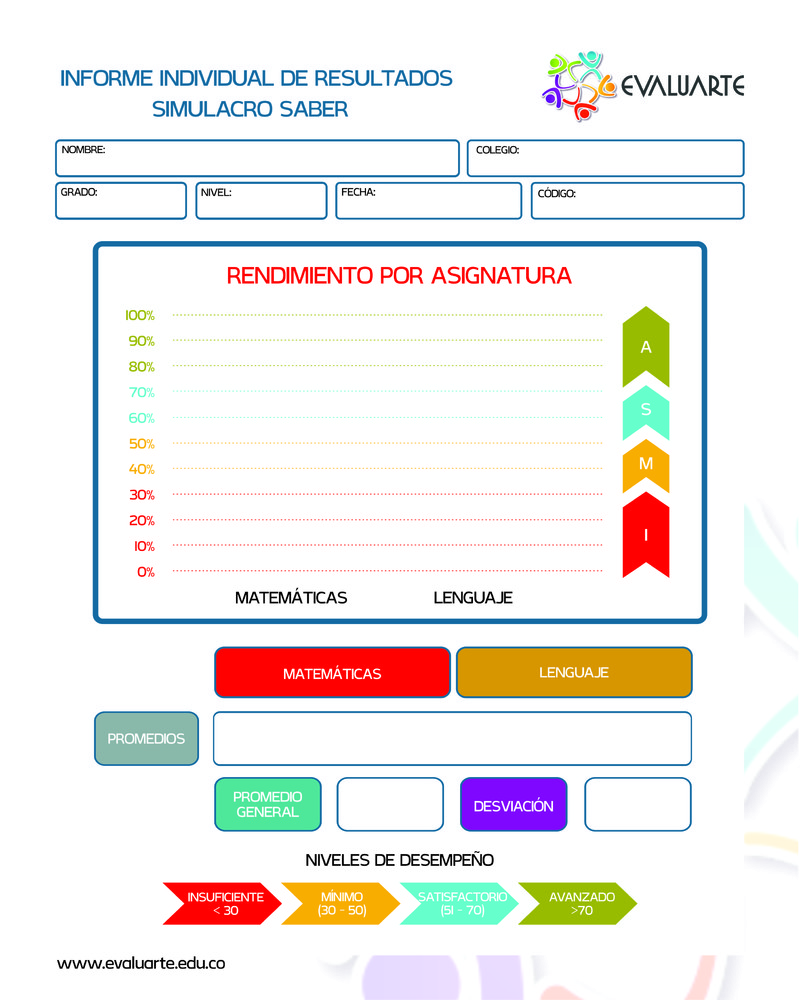 INFORME INDIVIDUAL DE RESULTADOS
SIMULACRO SABER
EVALUARTE
NOMBRE:
COLEGIO:
GRADO:
NIVEL:
FECHA:
CÓDIGO:
RENDIMIENTO POR ASIGNATURA
100%
90%
80%
70%
60%
50%
40%
30%
20%
10%
0%
A
S
M
I
MATEMÁTICAS LENGUAJE
MATEMÁTICAS
LENGUAJE
PROMEDIOS
PROMEDIO
GENERAL
DESVIACIÓN
NIVELES DE DESEMPEÑO
INSUFICIENTE
< 30
MÍNIMO
(30 - 50)
SATISFACTORIO
(51 - 70)
AVANZADO
>70
www.evaluarte.edu.co